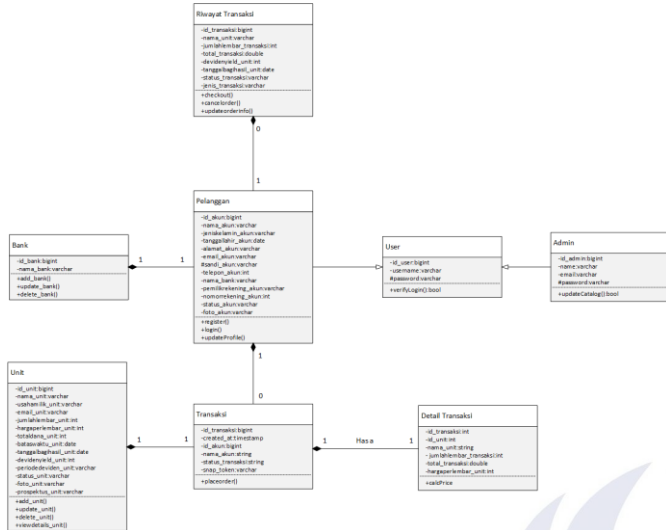 Riwayat Transaksi
-id_transaksi:bigint
-nama_unit:varchar
-jumlahlembar_transaksi:int
-total_transaksi:double
-devidenyield_unit:int
-tanggalbagihasil_unit:date
-status_transaksi:varchar
-jenis_transaksi:varchar
+checkout()
+cancelorder()
+updateorderinfo()
0
1
Pelanggan
-id_akun:bigint
-nama_akun:varchar
-jeniskelamin_akun:varchar
-tanggallahir_akun:date
-alamat_akun:varchar
-email_akun:varchar
#sandi_akun:varchar
-telepon_akun:int
-nama_bank:varchar
-pemilikrekening_akun:varchar
-nomorrekening_akun:int
-status_akun:varchar
-foto_akun:varchar
+register()
+login()
+updateProfile()
Bank
-id_bank:bigint
-nama_bank:varchar
+add_bank()
+update_bank()
+delete_bank()
1
1
User
-id_user:bigint
-username:varchar
#password:varchar
+verifyLogin():bool
Admin
-id_admin:bigint
-name:varchar
-email:varchar
#password:varchar
+updateCatalog():bool
1
0
Unit
-id_unit:bigint
-nama_unit:varchar
-usahamilik_unit:varchar
-email_unit:varchar
-jumlahlembar_unit:int
-hargaperlembar_unit:int
-totaldana_unit:int
-bataswaktu_unit:date
-tanggalbagihasil_unit:date
-devidenyield_unit:int
-periodedeviden_unit:varchar
-status_unit:varchar
-foto_unit:varchar
-prospektus_unit:varchar
+add_unit()
+update_unit()
+delete_unit()
+viewdetails_unit()
1
1
Transaksi
-id_transaksi:bigint
-created_at:timestamp
-id_akun:bigint
-nama_akun:string
-status_transaksi:string
-snap_token:varchar
+placeorder()
1
Has a
1
Detail Transaksi
-id_transaksi:int
-id_unit:int
-nama_unit:string
- jumlahlembar_transaksi:int
-total_transaksi:double
-hargaperlembar_unit:int
+calcPrice